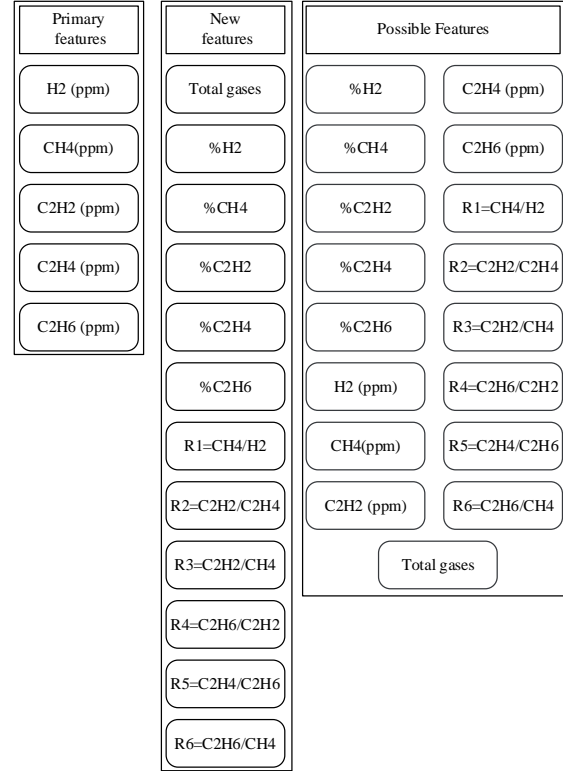 Primary
features
H2 (ppm)
CH4(ppm)
C2H2 (ppm)
C2H4 (ppm)
C2H6 (ppm)
New
features
Total gases
%H2
%CH4
%C2H2
%C2H4
%C2H6
R1=CH4/H2
R2=C2H2/C2H4
R3=C2H2/CH4
R4=C2H6/C2H2
R5=C2H4/C2H6
R6=C2H6/CH4
Possible Features
%H2
%CH4
%C2H2
%C2H4
%C2H6
H2 (ppm)
CH4(ppm)
C2H2 (ppm)
C2H4 (ppm)
C2H6 (ppm)
R1=CH4/H2
R2=C2H2/C2H4
R3=C2H2/CH4
R4=C2H6/C2H2
R5=C2H4/C2H6
R6=C2H6/CH4
Total gases